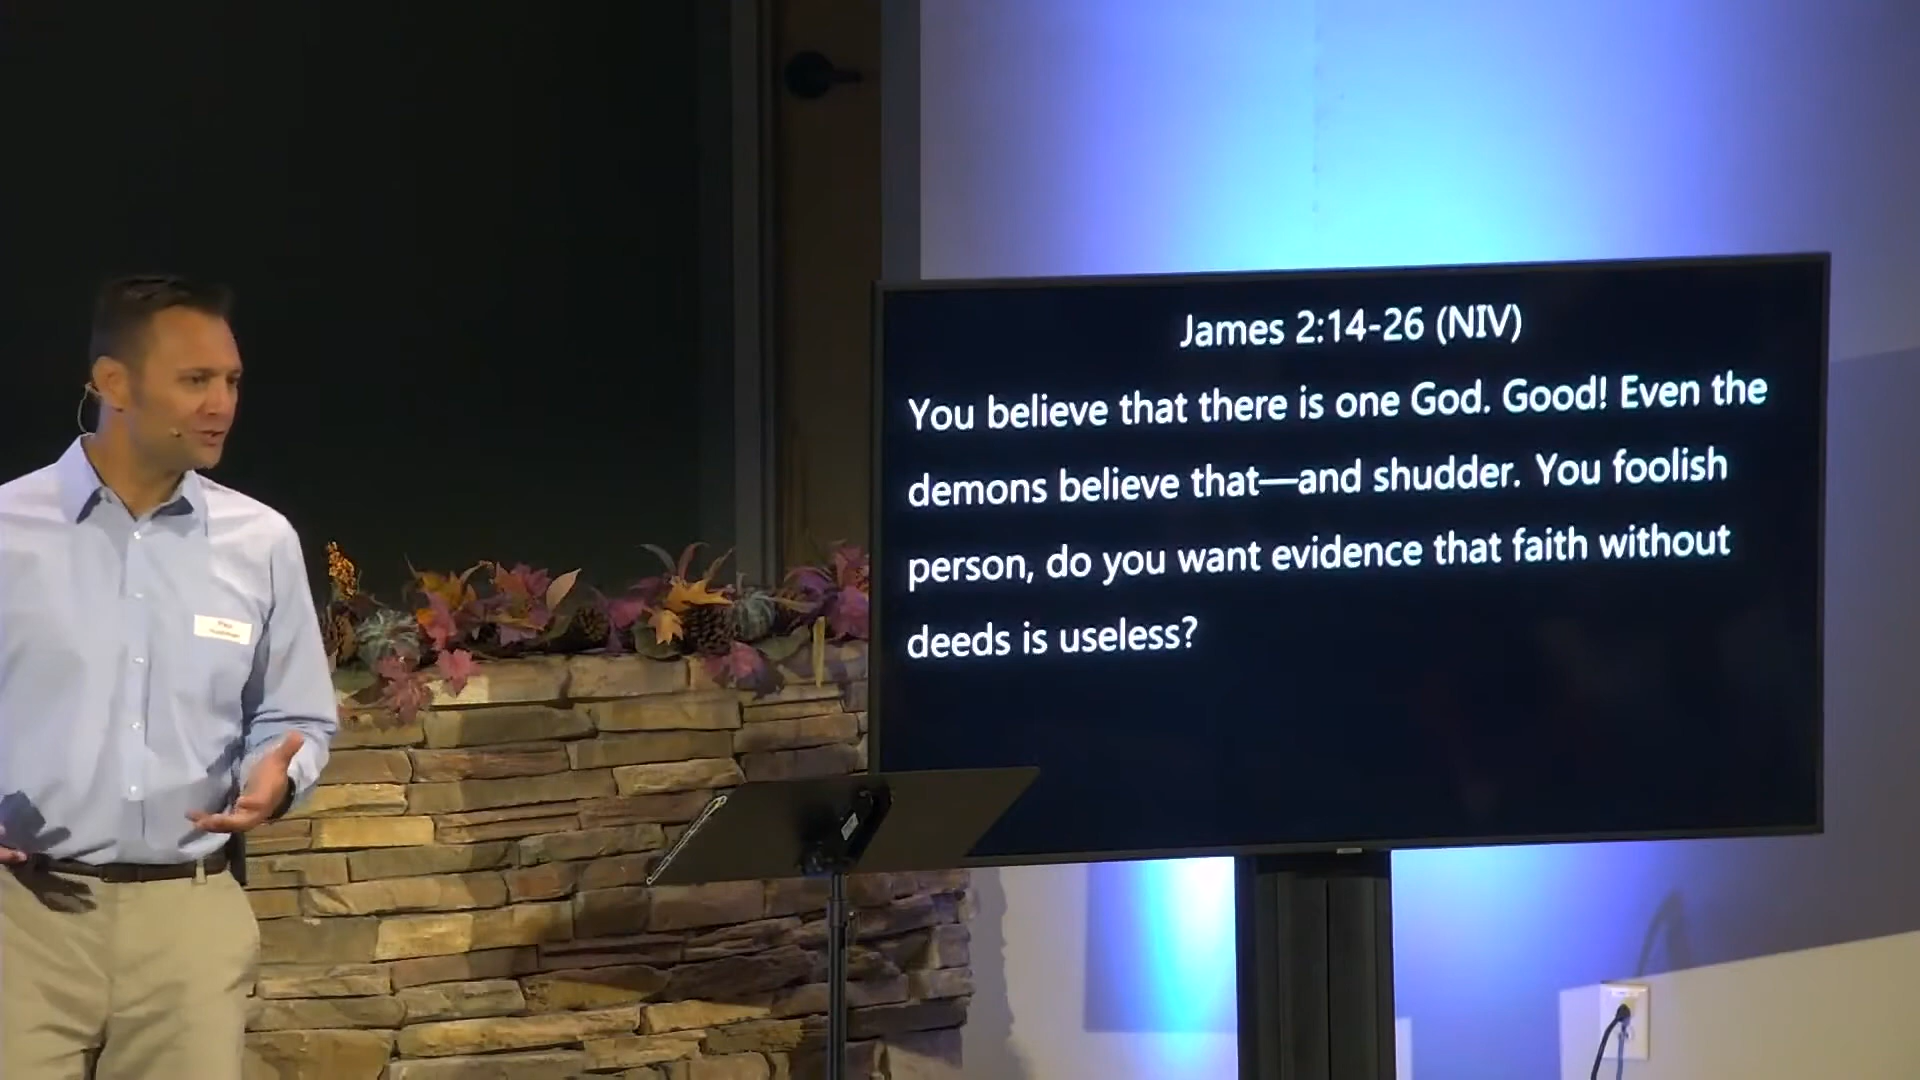 James 2:14-26 (NIV)
You believe that there is one God. Good! Even the
demons believe that—and shudder. You foolish
person, do you want evidence that faith without
deeds is useless?